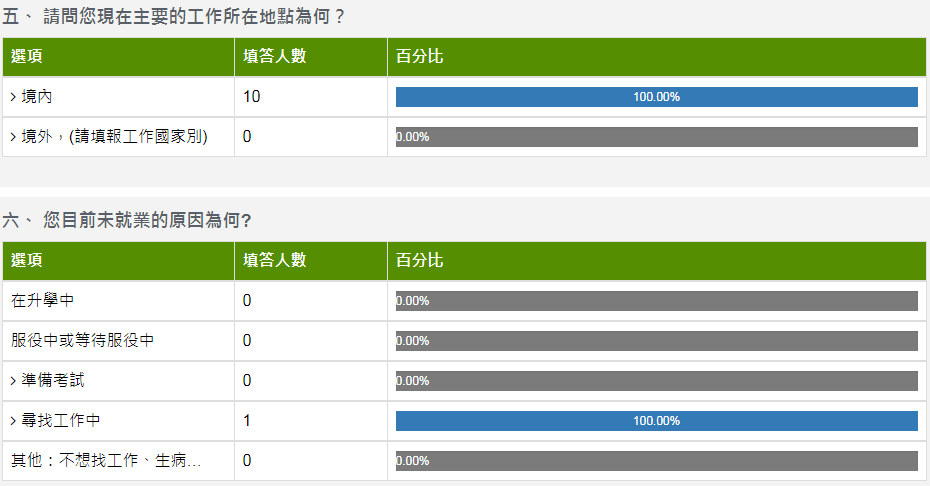 五、 請問您現在主要的工作所在地點為何？
選項 填答人數 百分比
> 境內 10 100.00%
> 境外，(請填報工作國家別) 0 0.00%
六、 您目前未就業的原因為何?
選項 填答人數 百分比
在升學中 0 0.00%
服役中或等待服役中 0 0.00%
> 準備考試 0 0.00%
> 尋找工作中 1 100.00%
其他：不想找工作、生病... 0 0.00%